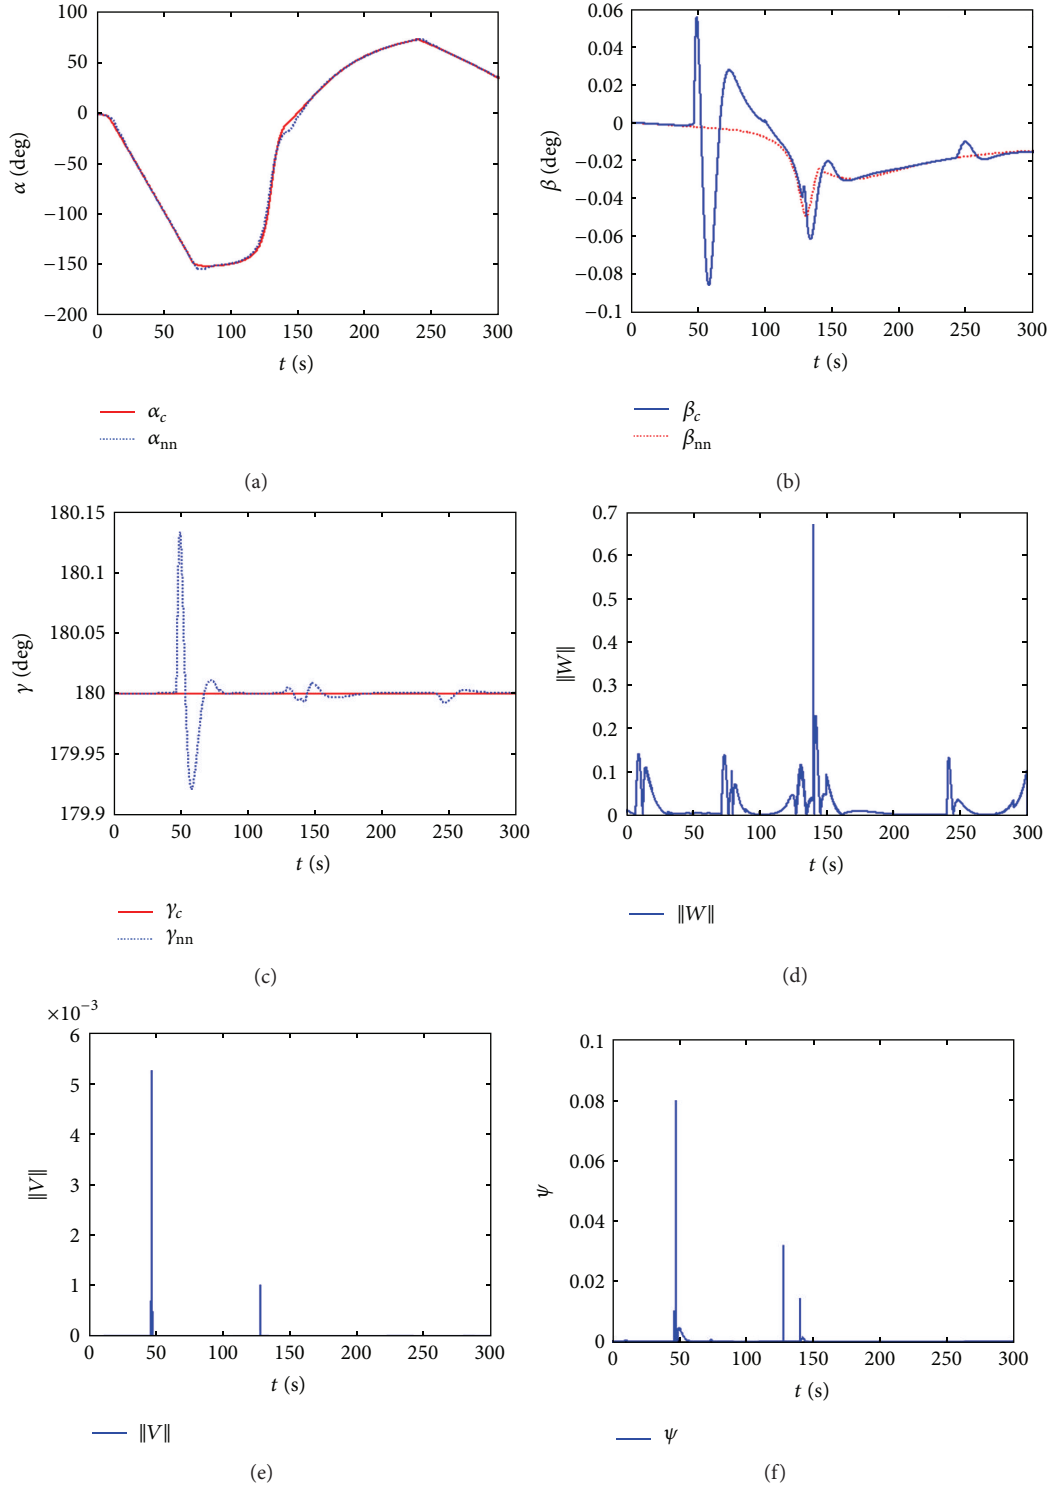 100
50
0
−50
−100
−150
−200
α (deg)
0 50 100 150 200 250 300
t (s)
α_c
α_nn
(a)
0.06
0.04
0.02
0
−0.02
−0.04
−0.06
−0.08
−0.1
β (deg)
0 50 100 150 200 250 300
t (s)
β_c
β_nn
(b)
180.15
180.1
180.05
180
179.95
179.9
γ (deg)
0 50 100 150 200 250 300
t (s)
γ_c
γ_nn
(c)
0.7
0.6
0.5
0.4
0.3
0.2
0.1
0
‖W‖
0 50 100 150 200 250 300
t (s)
‖W‖
(d)
×10⁻³
6
5
4
3
2
1
0
‖V‖
0 50 100 150 200 250 300
t (s)
‖V‖
(e)
0.1
0.08
0.06
0.04
0.02
0
ψ
0 50 100 150 200 250 300
t (s)
ψ
(f)